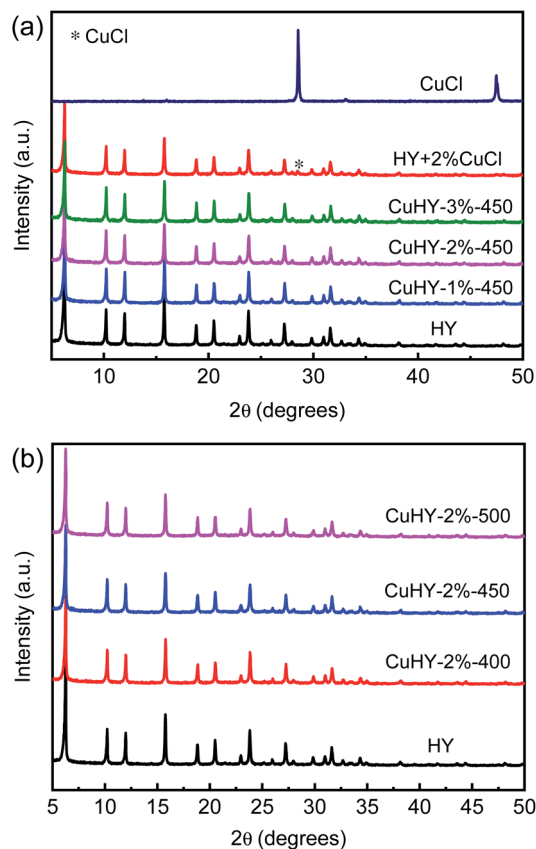 (a)
* CuCl
CuCl
*
HY+2%CuCl
CuHY-3%-450
CuHY-2%-450
CuHY-1%-450
HY
Intensity (a.u.)
10 20 30 40 50
2θ (degrees)
(b)
CuHY-2%-500
CuHY-2%-450
CuHY-2%-400
HY
Intensity (a.u.)
5 10 15 20 25 30 35 40 45 50
2θ (degrees)